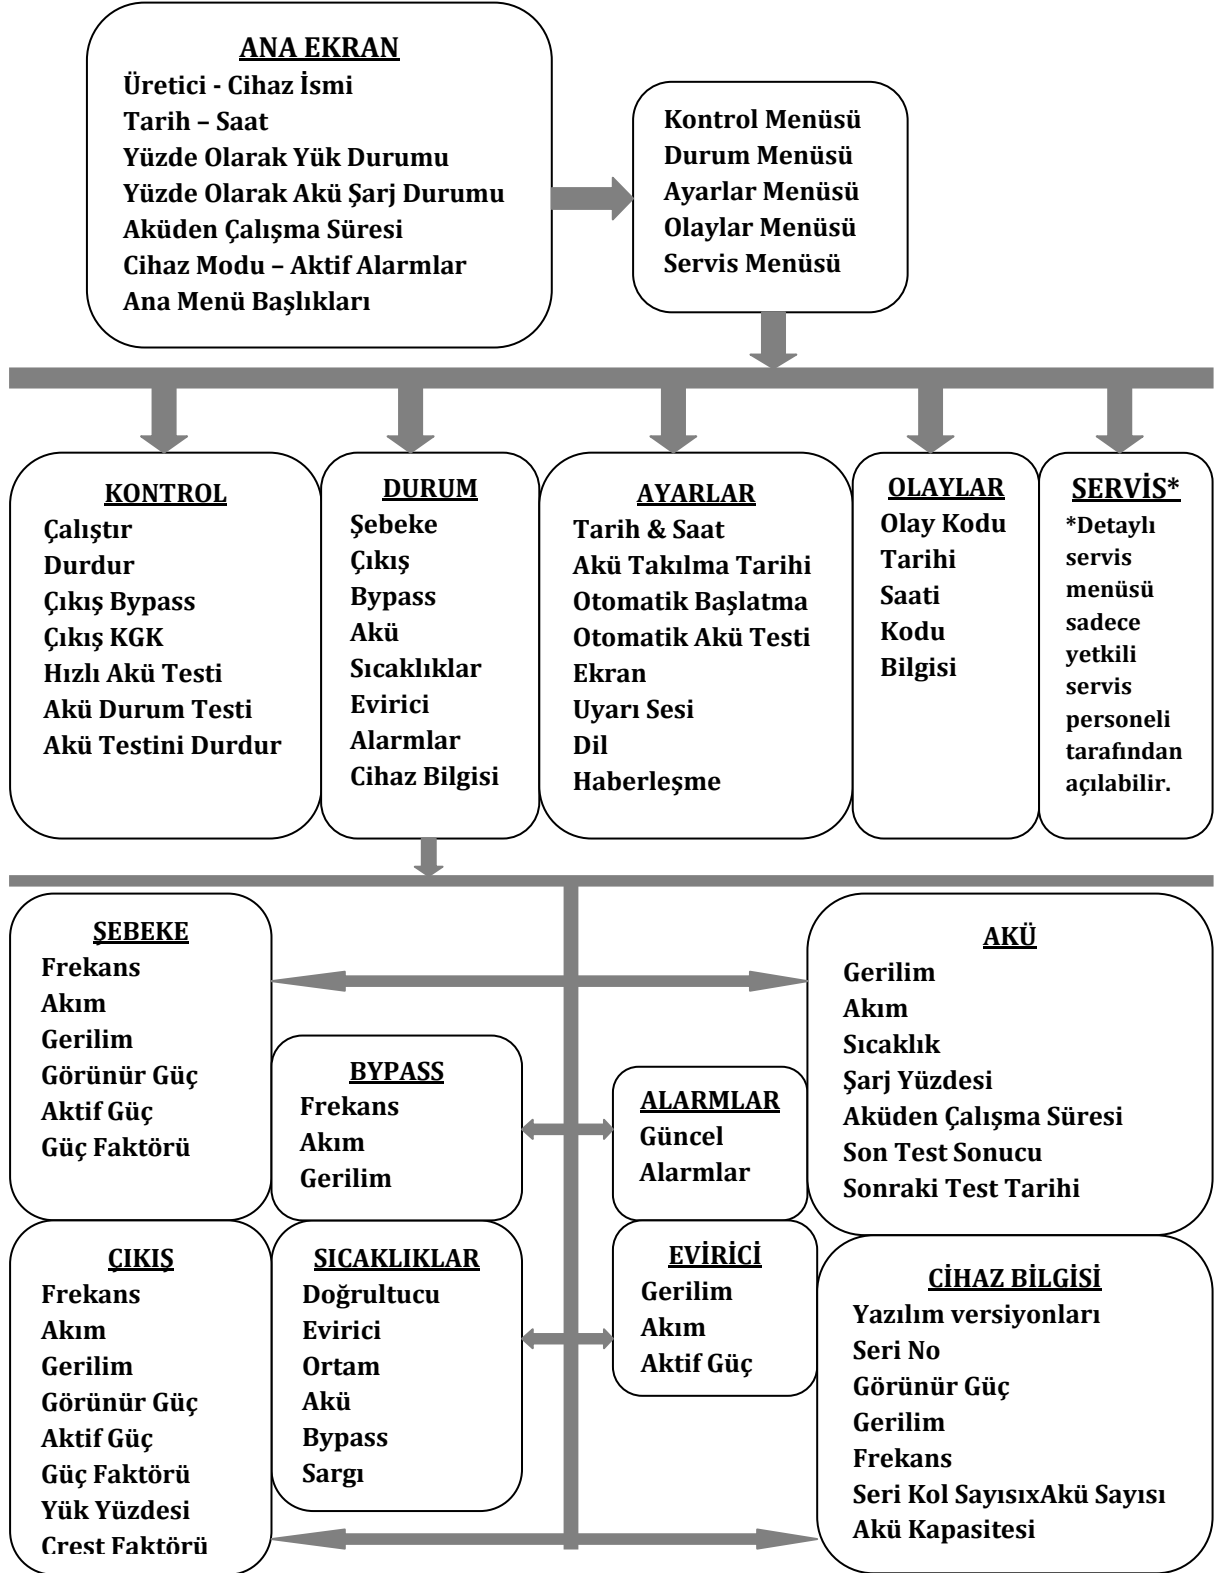 ANA EKRAN
Üretici - Cihaz İsmi
Tarih – Saat
Yüzde Olarak Yük Durumu
Yüzde Olarak Akü Şarj Durumu
Aküden Çalışma Süresi
Cihaz Modu – Aktif Alarmlar
Ana Menü Başlıkları
Kontrol Menüsü
Durum Menüsü
Ayarlar Menüsü
Olaylar Menüsü
Servis Menüsü
KONTROL
Çalıştır
Durdur
Çıkış Bypass
Çıkış KGK
Hızlı Akü Testi
Akü Durum Testi
Akü Testini Durdur
DURUM
Şebeke
Çıkış
Bypass
Akü
Sıcaklıklar
Evirici
Alarmlar
Cihaz Bilgisi
AYARLAR
Tarih & Saat
Akü Takılma Tarihi
Otomatik Başlatma
Otomatik Akü Testi
Ekran
Uyarı Sesi
Dil
Haberleşme
OLAYLAR
Olay Kodu
Tarihi
Saati
Kodu
Bilgisi
SERVİS*
*Detaylı
servis
menüsü
sadece
yetkili
servis
personeli
tarafından
açılabilir.
ŞEBEKE
Frekans
Akım
Gerilim
Görünür Güç
Aktif Güç
Güç Faktörü
BYPASS
Frekans
Akım
Gerilim
ALARMLAR
Güncel
Alarmlar
AKÜ
Gerilim
Akım
Sıcaklık
Şarj Yüzdesi
Aküden Çalışma Süresi
Son Test Sonucu
Sonraki Test Tarihi
ÇIKIŞ
Frekans
Akım
Gerilim
Görünür Güç
Aktif Güç
Güç Faktörü
Yük Yüzdesi
Crest Faktörü
SICAKLIKLAR
Doğrultucu
Evirici
Ortam
Akü
Bypass
Sargı
EVİRİCİ
Gerilim
Akım
Aktif Güç
CİHAZ BİLGİSİ
Yazılım versiyonları
Seri No
Görünür Güç
Gerilim
Frekans
Seri Kol SayısıxAkü Sayısı
Akü Kapasitesi